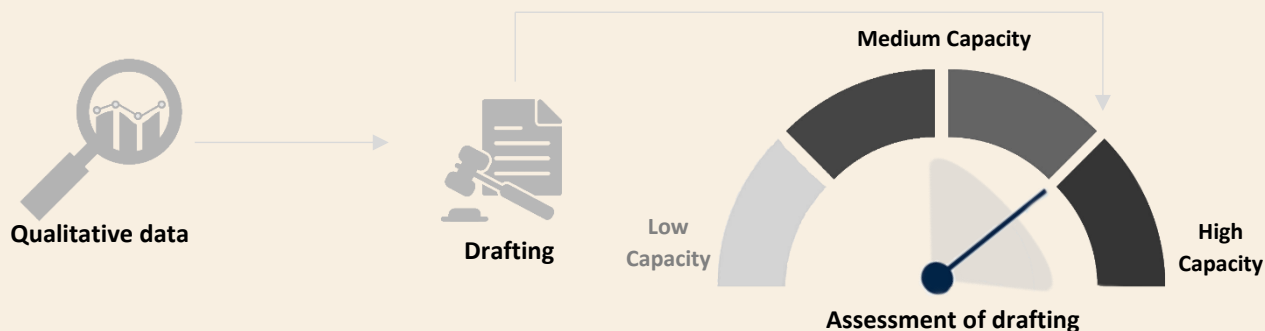 Medium Capacity
Qualitative data
Drafting
Low
Capacity
High
Capacity
Assessment of drafting